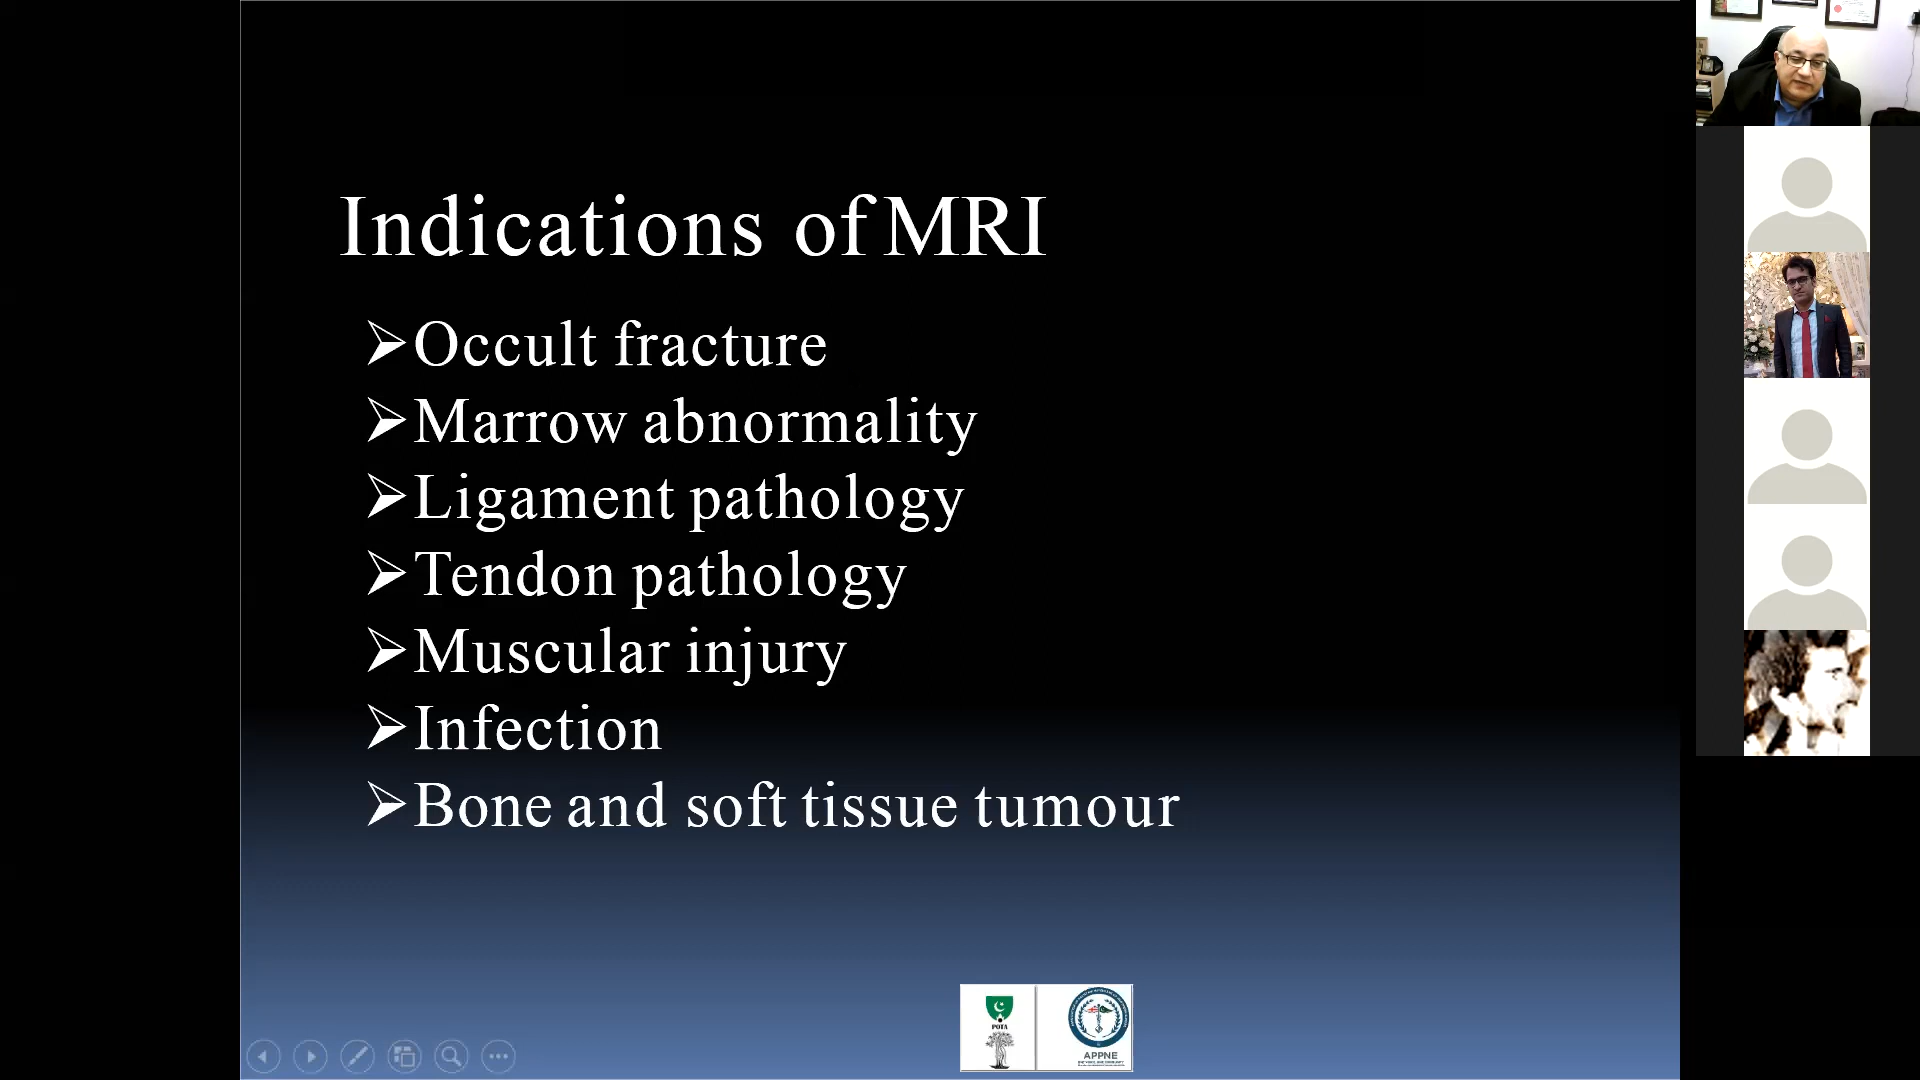 Indications of MRI
➢Occult fracture
➢Marrow abnormality
➢Ligament pathology
➢Tendon pathology
➢Muscular injury
➢Infection
➢Bone and soft tissue tumour
POTA
APPNE